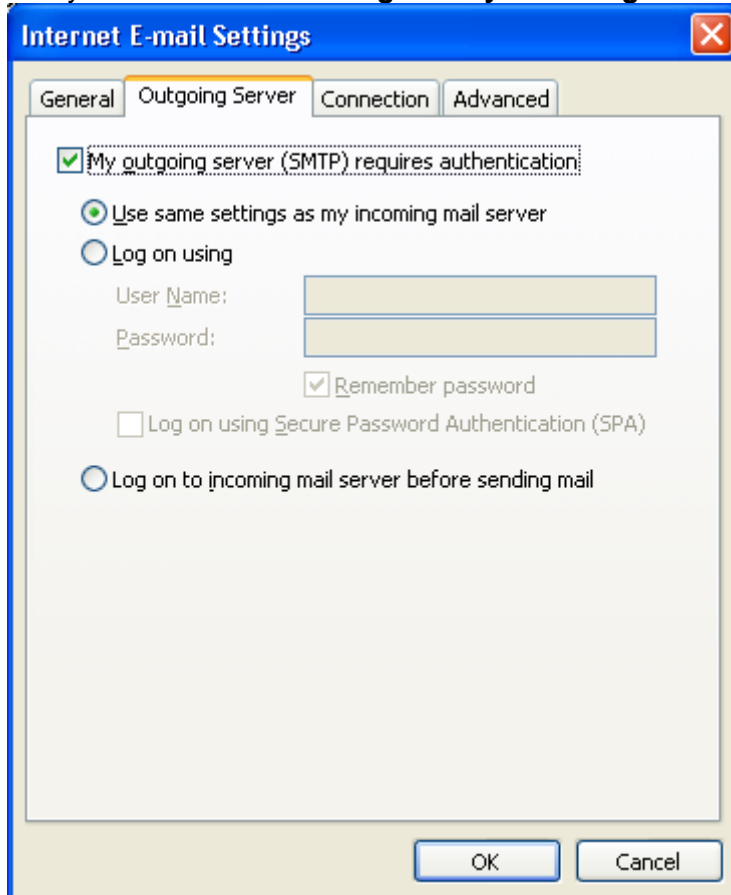 Internet E-mail Settings
General Outgoing Server Connection Advanced
My outgoing server (SMTP) requires authentication
Use same settings as my incoming mail server
Log on using
User Name:
Password:
Remember password
Log on using Secure Password Authentication (SPA)
Log on to incoming mail server before sending mail
OK Cancel